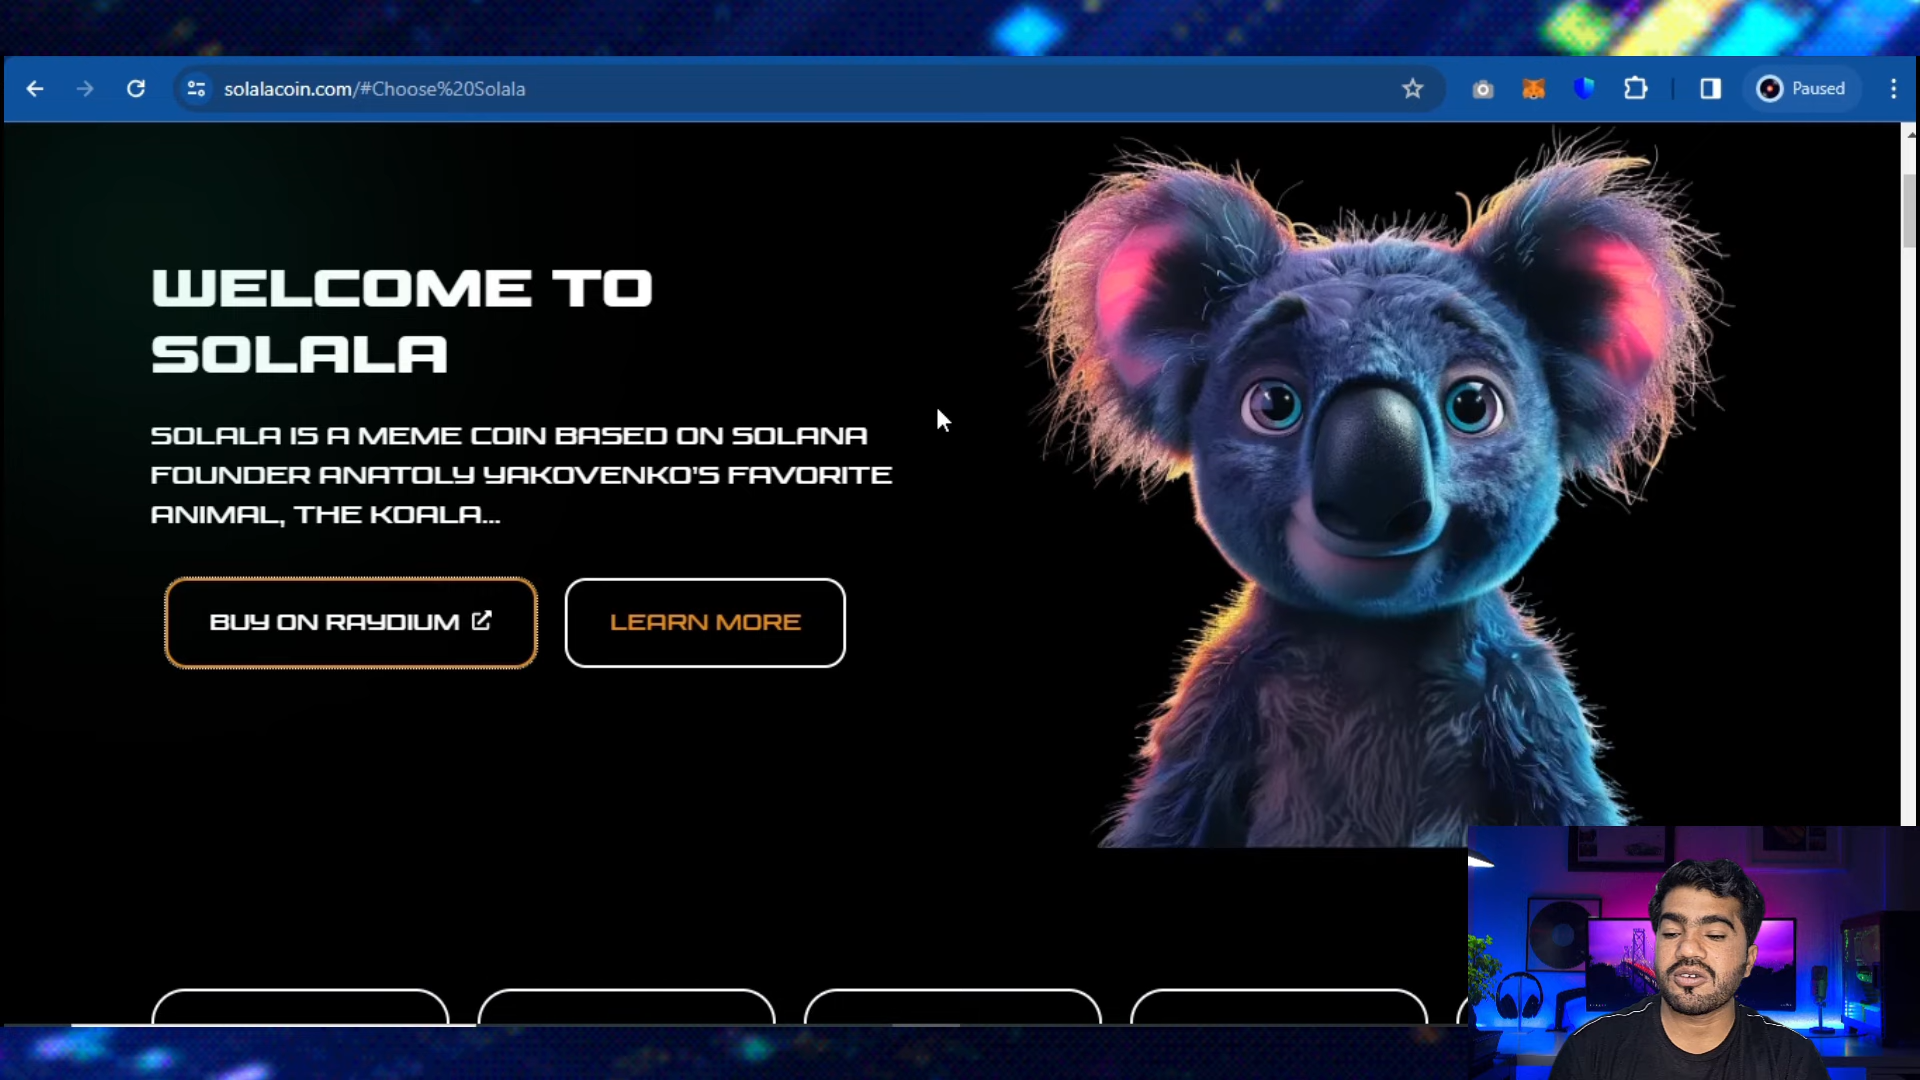 solalacoin.com/#Choose%20Solala
Paused
WELCOME TO
SOLALA
SOLALA IS A MEME COIN BASED ON SOLANA
FOUNDER ANATOLY YAKOVENKO'S FAVORITE
ANIMAL, THE KOALA...
BUY ON RAYDIUM
LEARN MORE